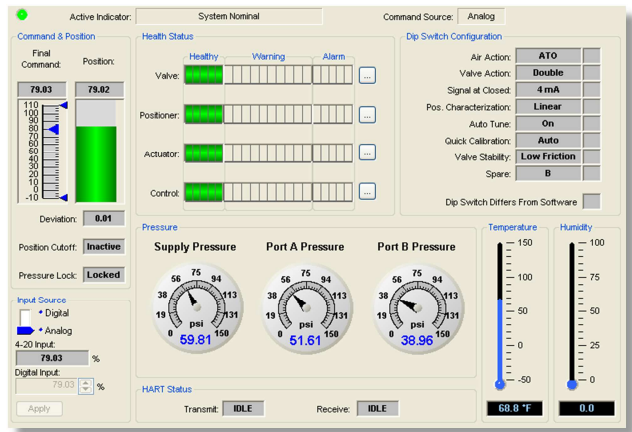 Active Indicator: System Nominal Command Source: Analog
Command & Position
Final Command: Position:
79.03 79.02
110
100
90
80
70
60
50
40
30
20
10
0
-10
Deviation: 0.01
Position Cutoff: Inactive
Pressure Lock: Locked
Input Source
Digital
Analog
4-20 Input:
79.03 %
Digital Input:
79.03 %
Apply
Health Status
Healthy Warning Alarm
Valve: ...
Positioner: ...
Actuator: ...
Control: ...
Dip Switch Configuration
Air Action: ATO
Valve Action: Double
Signal at Closed: 4 mA
Pos. Characterization: Linear
Auto Tune: On
Quick Calibration: Auto
Valve Stability: Low Friction
Spare: B
Dip Switch Differs From Software
Pressure
Supply Pressure Port A Pressure Port B Pressure
0 19 38 56 75 94 113 131 150
psi
59.81
0 19 38 56 75 94 113 131 150
psi
51.61
0 19 38 56 75 94 113 131 150
psi
38.96
HART Status
Transmit: IDLE Receive: IDLE
Temperature
150
100
50
0
-50
68.8 °F
Humidity
100
75
50
25
0
0.0